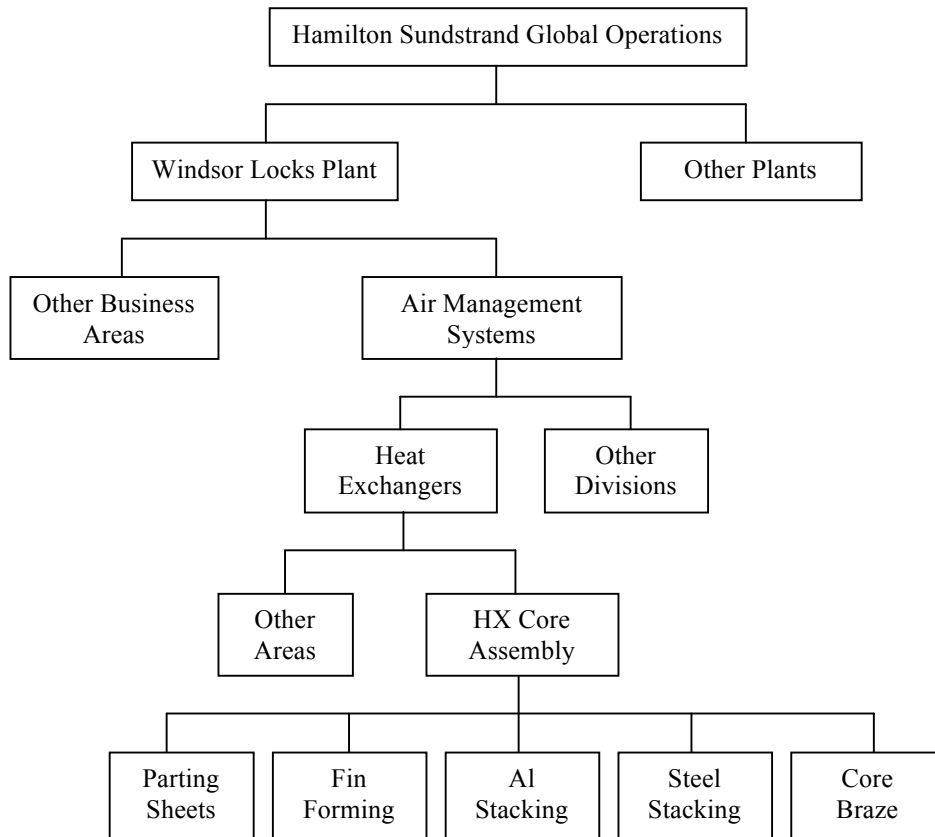 Hamilton Sundstrand Global Operations
Windsor Locks Plant
Other Plants
Other Business
Areas
Air Management
Systems
Heat
Exchangers
Other
Divisions
Other
Areas
HX Core
Assembly
Parting
Sheets
Fin
Forming
Al
Stacking
Steel
Stacking
Core
Braze